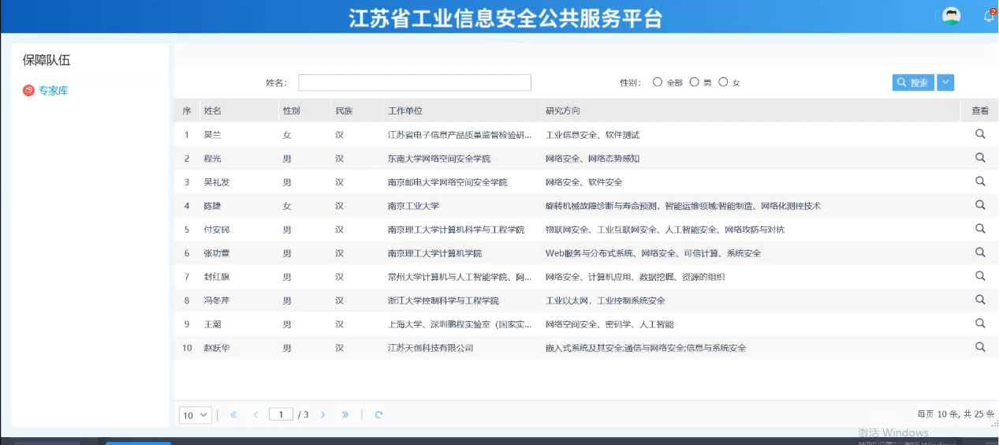 江苏省工业信息安全公共服务平台
2
保障队伍
专家库
姓名: 性别: 全部 男 女 搜索
序 姓名 性别 民族 工作单位 研究方向 查看
1 吴兰 女 汉 江苏省电子信息产品质量监督检验研... 工业信息安全、软件测试
2 程光 男 汉 东南大学网络空间安全学院 网络安全、网络态势感知
3 吴礼发 男 汉 南京邮电大学网络空间安全学院 网络安全、软件安全
4 陈捷 女 汉 南京工业大学 旋转机械故障诊断与寿命预测，智能运维领域:智能制造、网络化测控技术
5 付安民 男 汉 南京理工大学计算机科学与工程学院 物联网安全、工业互联网安全、人工智能安全、网络攻防与对抗
6 张功萱 男 汉 南京理工大学计算机学院 Web服务与分布式系统、网络安全、可信计算、系统安全
7 封红旗 男 汉 常州大学计算机与人工智能学院、阿... 网络安全、计算机应用、数据挖掘、资源的组织
8 冯冬芹 男 汉 浙江大学控制科学与工程学院 工业以太网，工业控制系统安全
9 王潮 男 汉 上海大学、深圳鹏程实验室（国家实... 网络空间安全、密码学、人工智能
10 赵跃华 男 汉 江苏天创科技有限公司 嵌入式系统及其安全;通信与网络安全;信息与系统安全
10 1 / 3 每页 10 条, 共 25 条
激活 Windows